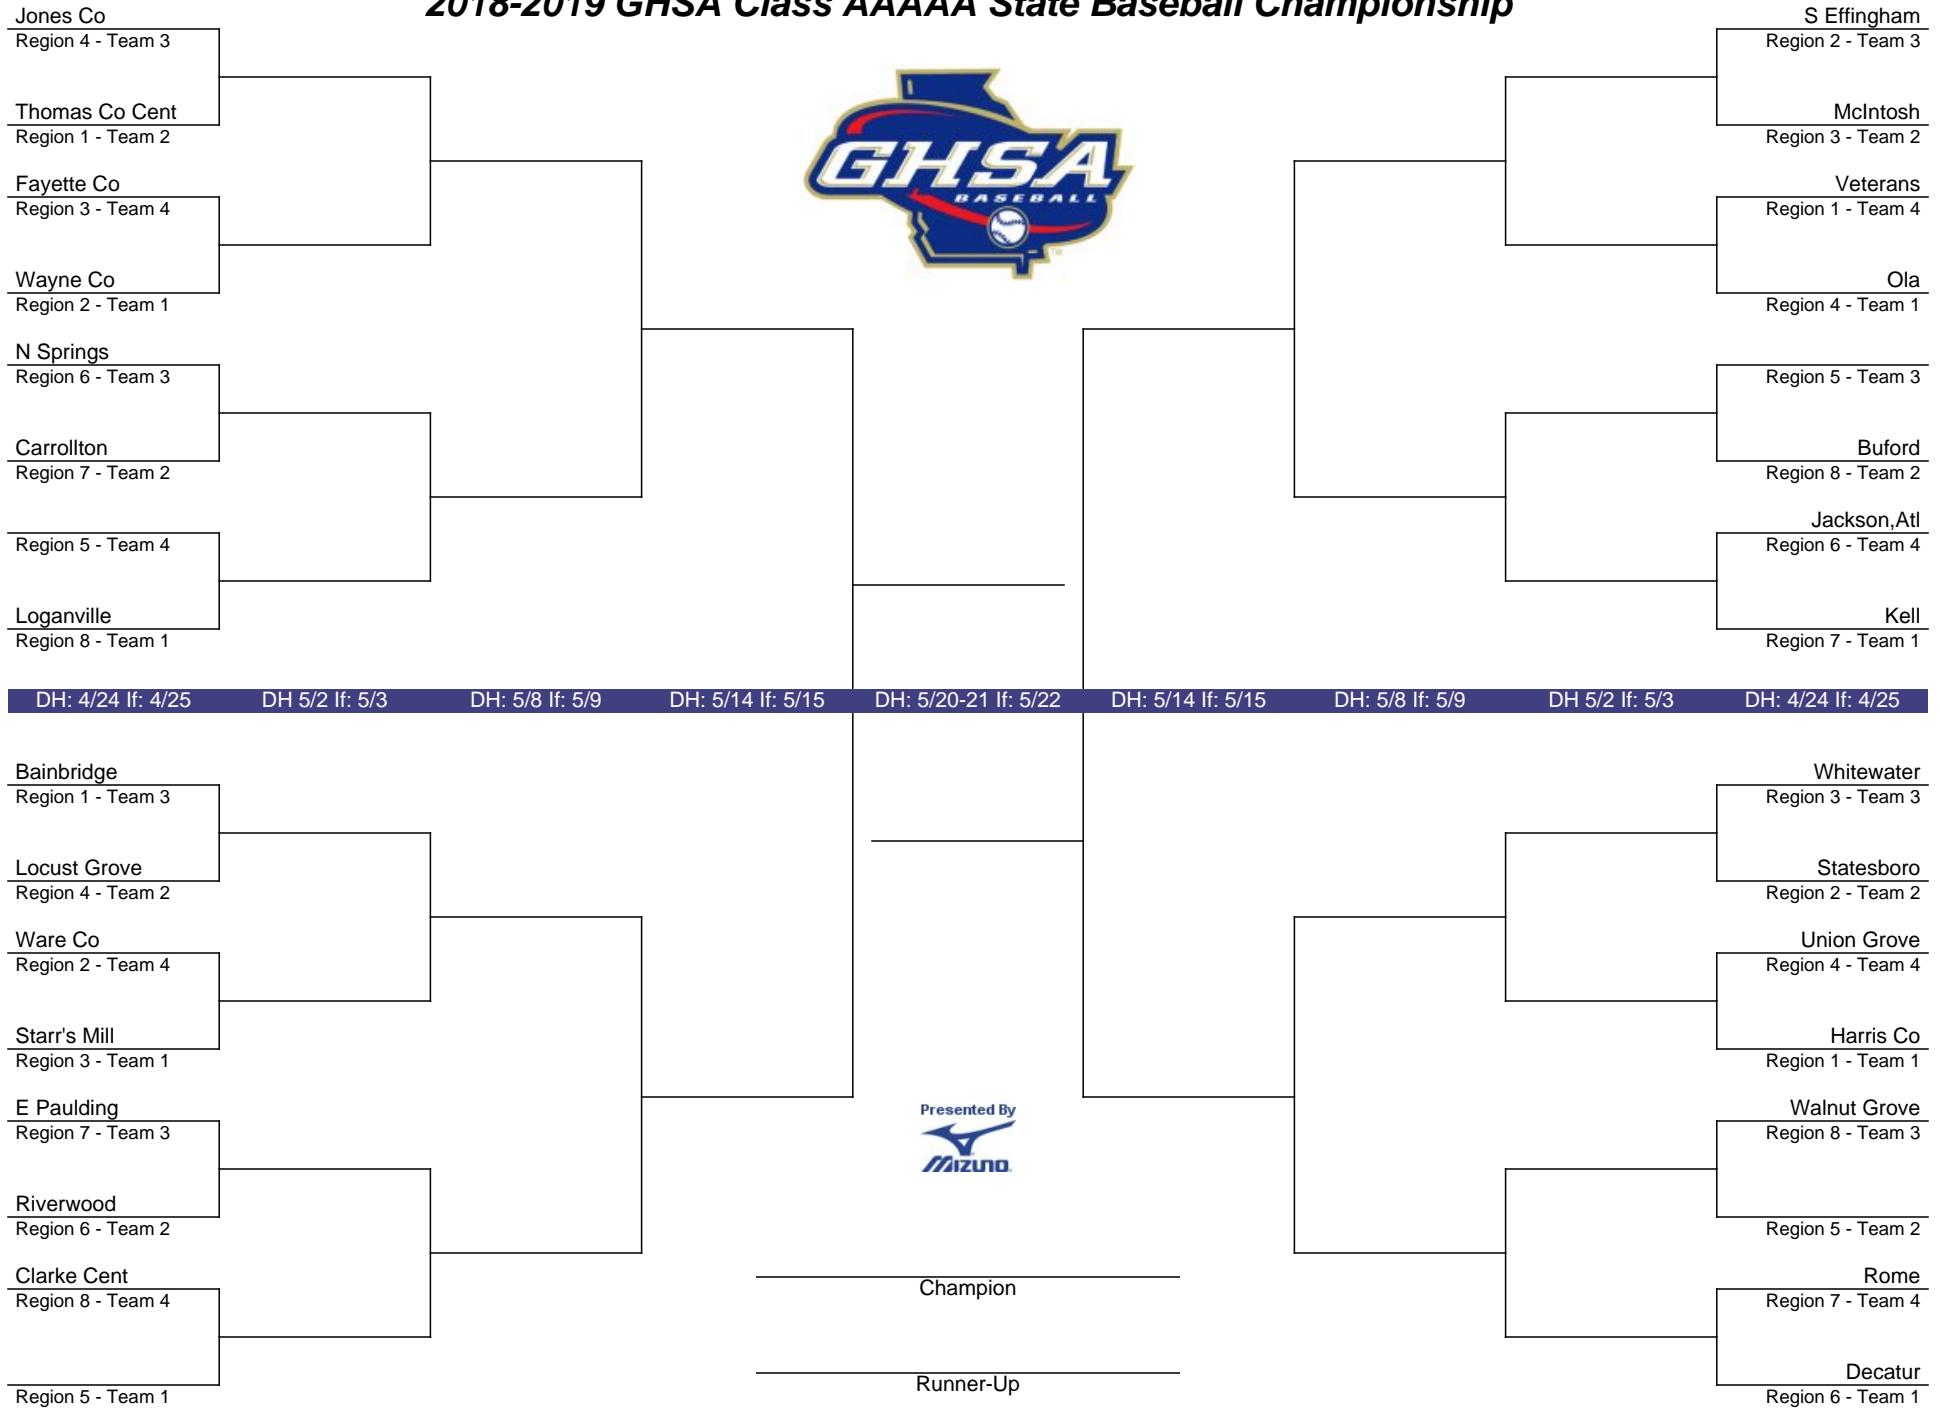 2018-2019 GHSA Class AAAAA State Baseball Championship
Jones Co
Region 4 - Team 3
Thomas Co Cent
Region 1 - Team 2
Fayette Co
Region 3 - Team 4
Wayne Co
Region 2 - Team 1
N Springs
Region 6 - Team 3
Carrollton
Region 7 - Team 2
Region 5 - Team 4
Loganville
Region 8 - Team 1
GHSA
BASEBALL
TM
S Effingham
Region 2 - Team 3
McIntosh
Region 3 - Team 2
Veterans
Region 1 - Team 4
Ola
Region 4 - Team 1
Region 5 - Team 3
Buford
Region 8 - Team 2
Jackson,Atl
Region 6 - Team 4
Kell
Region 7 - Team 1
DH: 4/24 If: 4/25 DH 5/2 If: 5/3 DH: 5/8 If: 5/9 DH: 5/14 If: 5/15 DH: 5/20-21 If: 5/22 DH: 5/14 If: 5/15 DH: 5/8 If: 5/9 DH 5/2 If: 5/3 DH: 4/24 If: 4/25
Bainbridge
Region 1 - Team 3
Locust Grove
Region 4 - Team 2
Ware Co
Region 2 - Team 4
Starr's Mill
Region 3 - Team 1
E Paulding
Region 7 - Team 3
Riverwood
Region 6 - Team 2
Clarke Cent
Region 8 - Team 4
Region 5 - Team 1
Presented By
MIZUNO
Champion
Runner-Up
Whitewater
Region 3 - Team 3
Statesboro
Region 2 - Team 2
Union Grove
Region 4 - Team 4
Harris Co
Region 1 - Team 1
Walnut Grove
Region 8 - Team 3
Region 5 - Team 2
Rome
Region 7 - Team 4
Decatur
Region 6 - Team 1